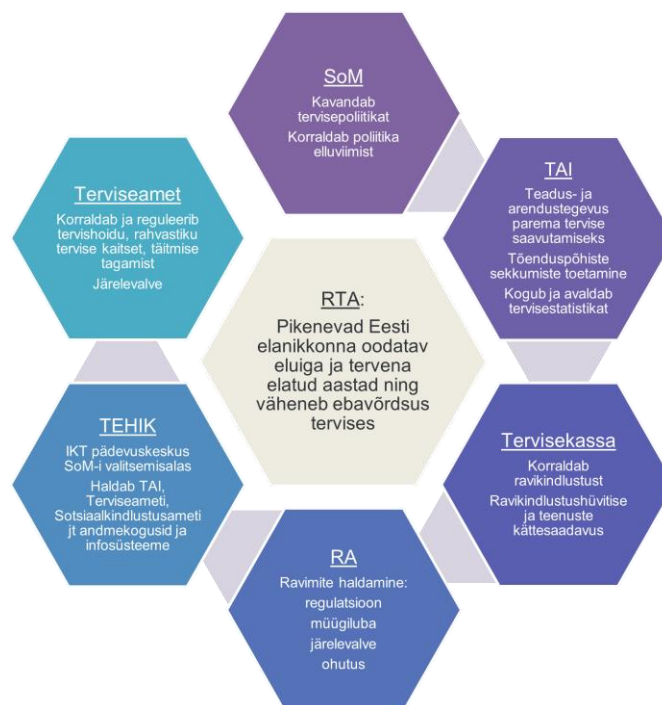 SoM
Kavandab
tervisepoliitikat
Korraldab poliitika
elluviimist
TAI
Teadus- ja
arendustegevus
parema tervise
saavutamiseks
Tõenduspõhiste
sekkumiste toetamine
Kogub ja avaldab
tervisestatistikat
Tervisekassa
Korraldab
ravikindlustust
Ravikindlustushüvitise
ja teenuste
kättesaadavus
RA
Ravimite haldamine:
regulatsioon
müügiluba
järelevalve
ohutus
TEHIK
IKT pädevuskeskus
SoM-i valitsemisalas
Haldab TAI,
Terviseameti,
Sotsiaalkindlustusameti
jt andmekogusid ja
infosüsteeme
Terviseamet
Korraldab ja reguleerib
tervishoidu, rahvastiku
tervise kaitset, täitmise
tagamist
Järelevalve
RTA:
Pikenevad Eesti
elanikkonna oodatav
eluiga ja tervena
elatud aastad ning
väheneb ebavõrdsus
tervises